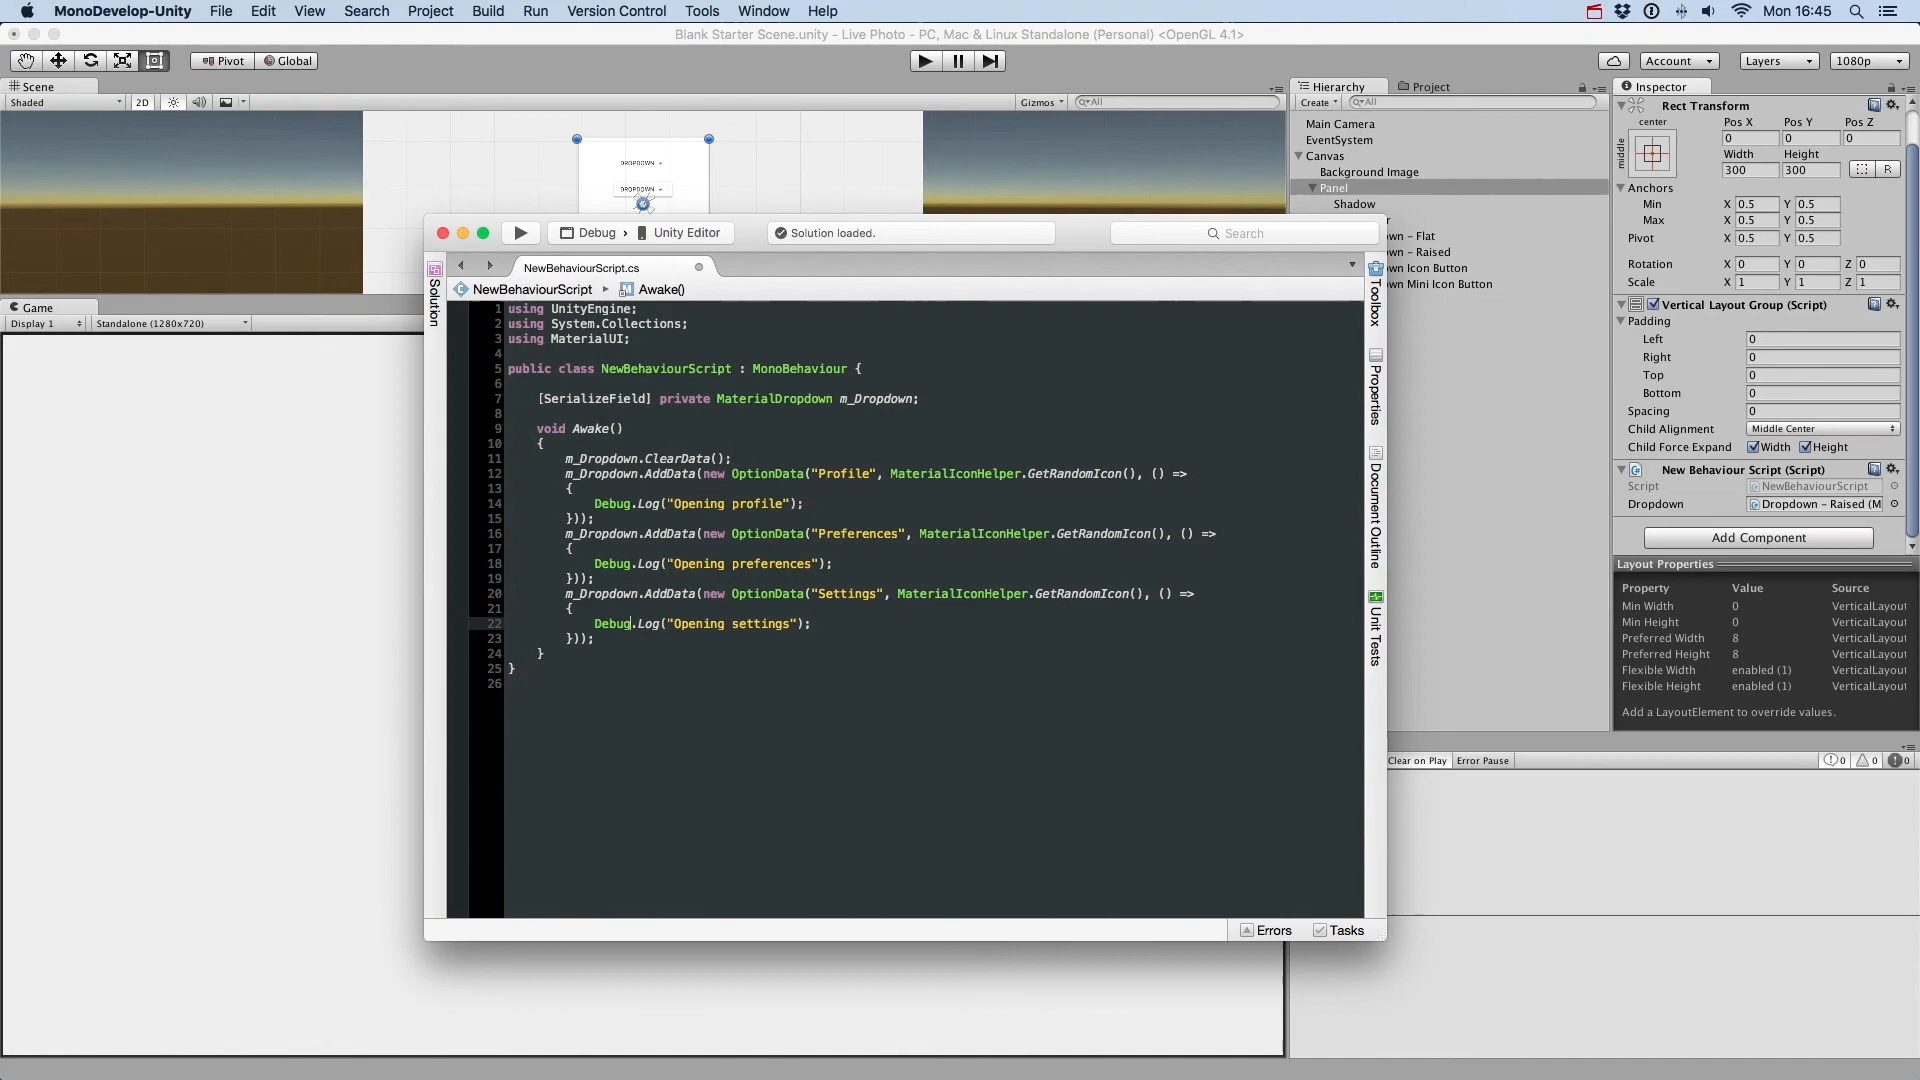 MonoDevelop-Unity File Edit View Search Project Build Run Version Control Tools Window Help Mon 16:45
Blank Starter Scene.unity - Live Photo - PC, Mac & Linux Standalone (Personal) <OpenGL 4.1>
Pivot Global Account Layers 1080p
Scene
Shaded 2D Gizmos All
DROPDOWN
DROPDOWN
Game
Display 1 Standalone (1280x720)
Hierarchy Project
Create All
Main Camera
EventSystem
Canvas
Background Image
Panel
Shadow
r
wn – Flat
wn – Raised
wn Icon Button
wn Mini Icon Button
Debug › Unity Editor Solution loaded. Search
NewBehaviourScript.cs
NewBehaviourScript ▸ Awake()
Solution
1 using UnityEngine;
2 using System.Collections;
3 using MaterialUI;
4
5 public class NewBehaviourScript : MonoBehaviour {
6
7 [SerializeField] private MaterialDropdown m_Dropdown;
8
9 void Awake()
10 {
11 m_Dropdown.ClearData();
12 m_Dropdown.AddData(new OptionData("Profile", MaterialIconHelper.GetRandomIcon(), () =>
13 {
14 Debug.Log("Opening profile");
15 }));
16 m_Dropdown.AddData(new OptionData("Preferences", MaterialIconHelper.GetRandomIcon(), () =>
17 {
18 Debug.Log("Opening preferences");
19 }));
20 m_Dropdown.AddData(new OptionData("Settings", MaterialIconHelper.GetRandomIcon(), () =>
21 {
22 Debug.Log("Opening settings");
23 }));
24 }
25 }
26
Toolbox
Properties
Document Outline
Unit Tests
Errors Tasks
Inspector
Rect Transform
center Pos X Pos Y Pos Z
middle 0 0 0
Width Height
300 300 R
Anchors
Min X 0.5 Y 0.5
Max X 0.5 Y 0.5
Pivot X 0.5 Y 0.5
Rotation X 0 Y 0 Z 0
Scale X 1 Y 1 Z 1
Vertical Layout Group (Script)
Padding
Left 0
Right 0
Top 0
Bottom 0
Spacing 0
Child Alignment Middle Center
Child Force Expand Width Height
New Behaviour Script (Script)
Script NewBehaviourScript
Dropdown Dropdown – Raised (M
Add Component
Layout Properties
Property Value Source
Min Width 0 VerticalLayou
Min Height 0 VerticalLayou
Preferred Width 8 VerticalLayou
Preferred Height 8 VerticalLayou
Flexible Width enabled (1) VerticalLayou
Flexible Height enabled (1) VerticalLayou
Add a LayoutElement to override values.
Clear on Play Error Pause 0 0 0